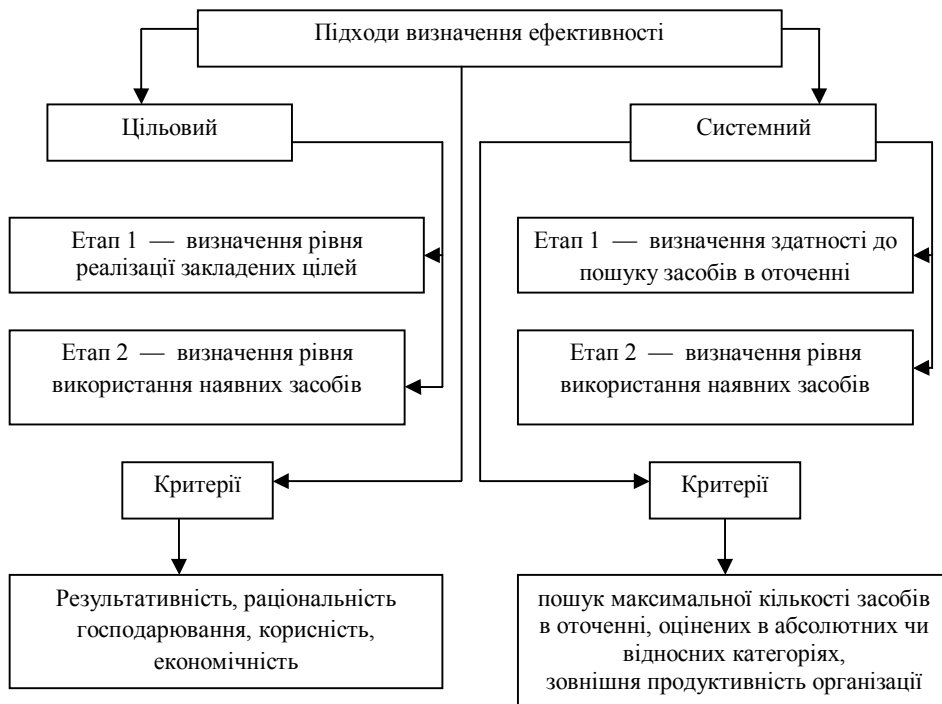 Підходи визначення ефективності
Цільовий
Системний
Етап 1 — визначення рівня
реалізації закладених цілей
Етап 1 — визначення здатності до
пошуку засобів в оточенні
Етап 2 — визначення рівня
використання наявних засобів
Етап 2 — визначення рівня
використання наявних засобів
Критерії
Критерії
Результативність, раціональність
господарювання, корисність,
економічність
пошук максимальної кількості засобів
в оточенні, оцінених в абсолютних чи
відносних категоріях,
зовнішня продуктивність організації